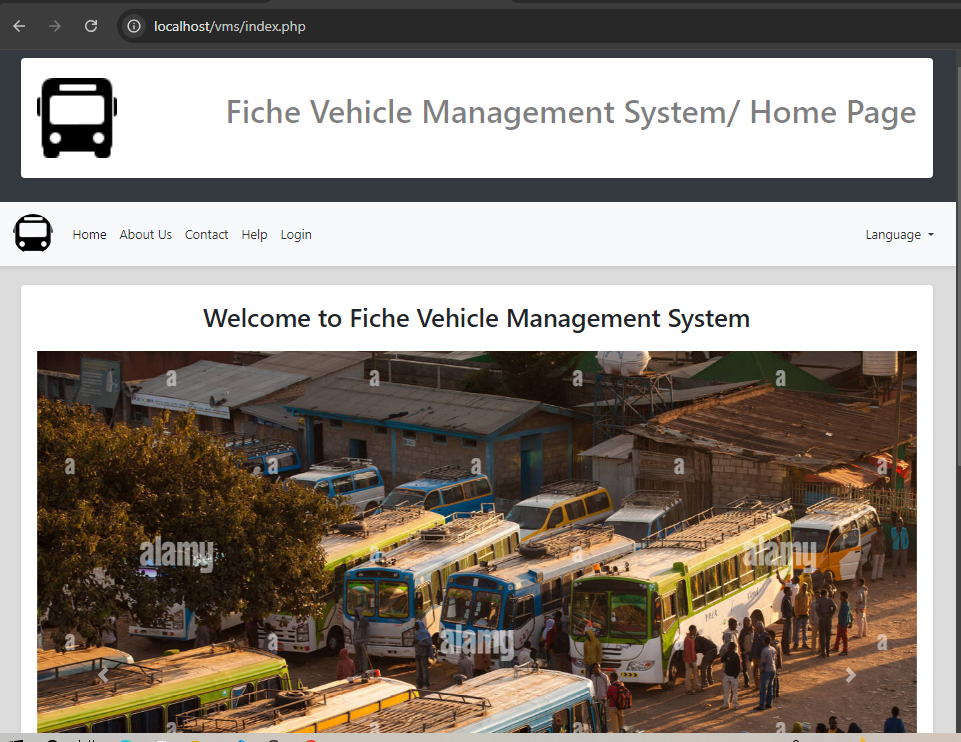 localhost/vms/index.php
Fiche Vehicle Management System/ Home Page
Home About Us Contact Help Login
Language
Welcome to Fiche Vehicle Management System
a a a a
a a a a a
alamy a alamy
a a alamy a a
a a a a